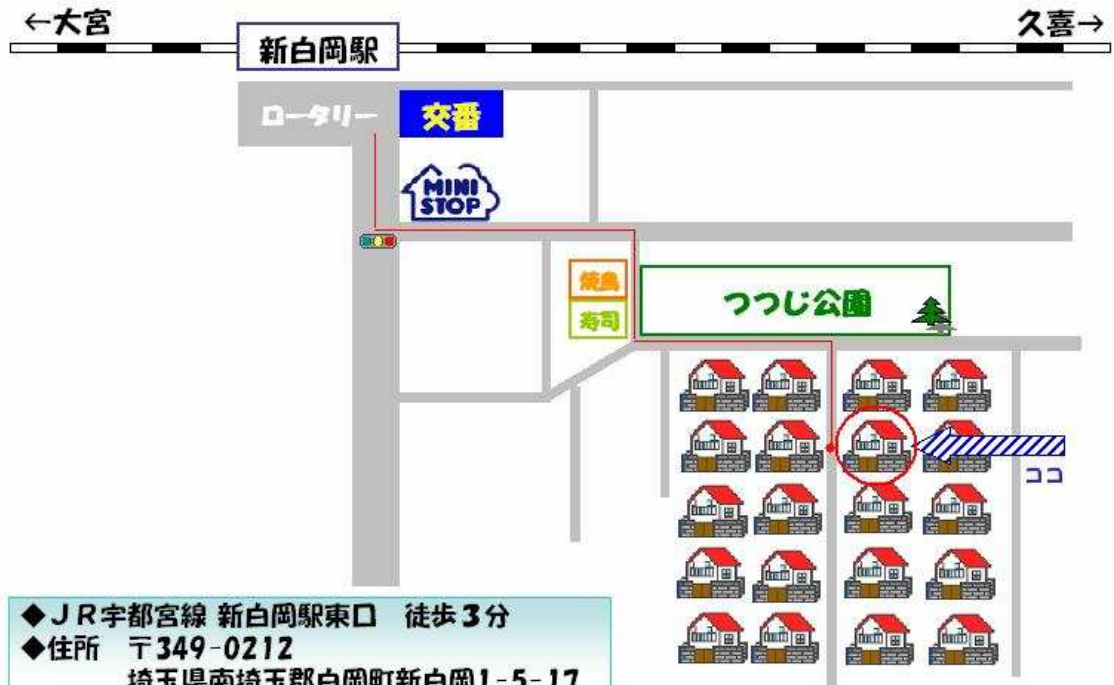 ←大宮
久喜→
新白岡駅
ロータリー
交番
MINI
STOP
焼鳥
寿司
つつじ公園
ココ
◆JR宇都宮線 新白岡駅東口 徒歩3分
◆住所 〒349-0212
埼玉県南埼玉郡白岡町新白岡1-5-17